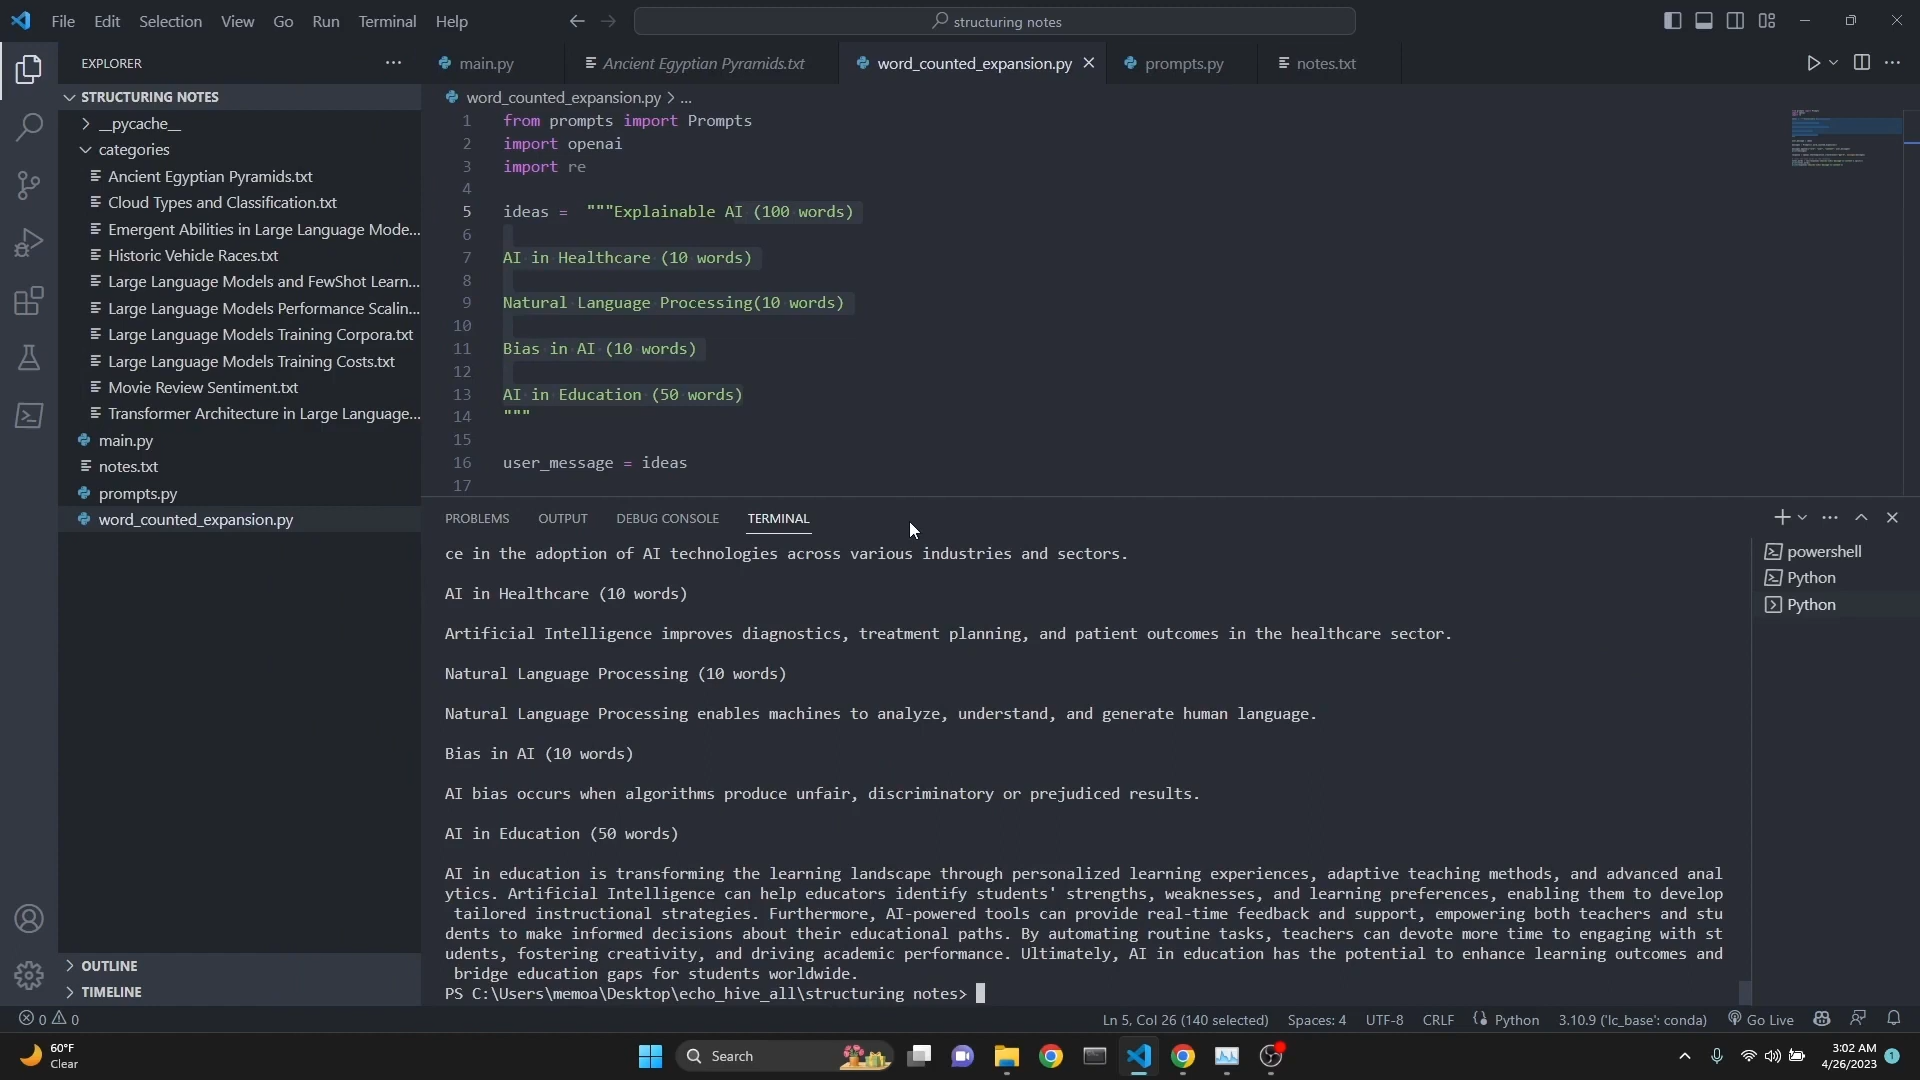 File Edit Selection View Go Run Terminal Help
structuring notes
EXPLORER
main.py
Ancient Egyptian Pyramids.txt
word_counted_expansion.py
prompts.py
notes.txt
STRUCTURING NOTES
__pycache__
categories
Ancient Egyptian Pyramids.txt
Cloud Types and Classification.txt
Emergent Abilities in Large Language Mode...
Historic Vehicle Races.txt
Large Language Models and FewShot Learn...
Large Language Models Performance Scalin...
Large Language Models Training Corpora.txt
Large Language Models Training Costs.txt
Movie Review Sentiment.txt
Transformer Architecture in Large Language...
main.py
notes.txt
prompts.py
word_counted_expansion.py
OUTLINE
TIMELINE
word_counted_expansion.py > ...
1 from prompts import Prompts
2 import openai
3 import re
4
5 ideas = """Explainable AI (100 words)
6
7 AI in Healthcare (10 words)
8
9 Natural Language Processing(10 words)
10
11 Bias in AI (10 words)
12
13 AI in Education (50 words)
14 """
15
16 user_message = ideas
17
PROBLEMS OUTPUT DEBUG CONSOLE TERMINAL
powershell
Python
Python
ce in the adoption of AI technologies across various industries and sectors.
AI in Healthcare (10 words)
Artificial Intelligence improves diagnostics, treatment planning, and patient outcomes in the healthcare sector.
Natural Language Processing (10 words)
Natural Language Processing enables machines to analyze, understand, and generate human language.
Bias in AI (10 words)
AI bias occurs when algorithms produce unfair, discriminatory or prejudiced results.
AI in Education (50 words)
AI in education is transforming the learning landscape through personalized learning experiences, adaptive teaching methods, and advanced anal
ytics. Artificial Intelligence can help educators identify students' strengths, weaknesses, and learning preferences, enabling them to develop
tailored instructional strategies. Furthermore, AI-powered tools can provide real-time feedback and support, empowering both teachers and stu
dents to make informed decisions about their educational paths. By automating routine tasks, teachers can devote more time to engaging with st
udents, fostering creativity, and driving academic performance. Ultimately, AI in education has the potential to enhance learning outcomes and
bridge education gaps for students worldwide.
PS C:\Users\memoa\Desktop\echo_hive_all\structuring notes>
0 0
Ln 5, Col 26 (140 selected) Spaces: 4 UTF-8 CRLF Python 3.10.9 ('lc_base': conda) Go Live
60°F
Clear
Search
3:02 AM
4/26/2023
1